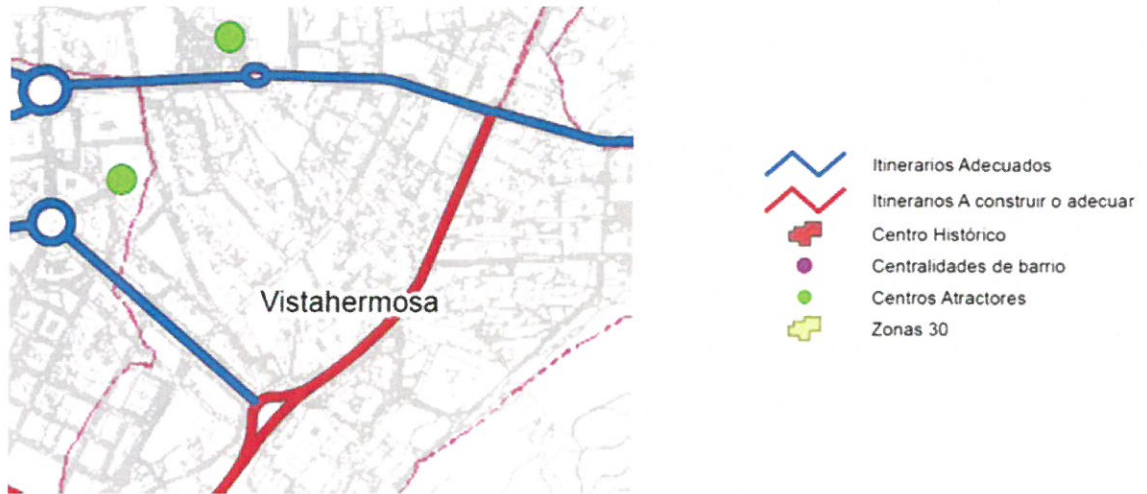 Vistahermosa
Itinerarios Adecuados
Itinerarios A construir o adecuar
Centro Histórico
Centralidades de barrio
Centros Atractores
Zonas 30